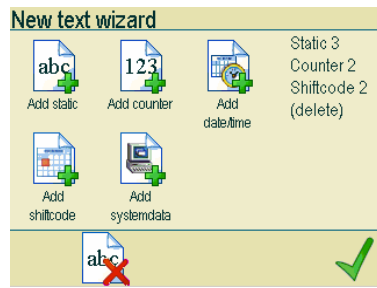 New text wizard
abc
Add static
123
Add counter
Add
date/time
Static 3
Counter 2
Shiftcode 2
(delete)
Add
shiftcode
Add
systemdata
abc